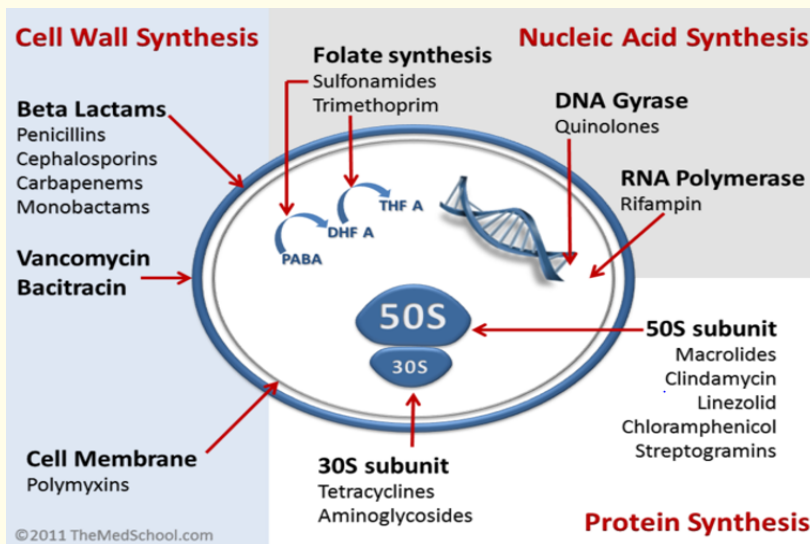 Cell Wall Synthesis
Nucleic Acid Synthesis
Folate synthesis
Sulfonamides
Trimethoprim
Beta Lactams
Penicillins
Cephalosporins
Carbapenems
Monobactams
DNA Gyrase
Quinolones
RNA Polymerase
Rifampin
THF A
DHF A
PABA
Vancomycin
Bacitracin
50S
30S
50S subunit
Macrolides
Clindamycin
Linezolid
Chloramphenicol
Streptogramins
Cell Membrane
Polymyxins
30S subunit
Tetracyclines
Aminoglycosides
Protein Synthesis
©2011 TheMedSchool.com